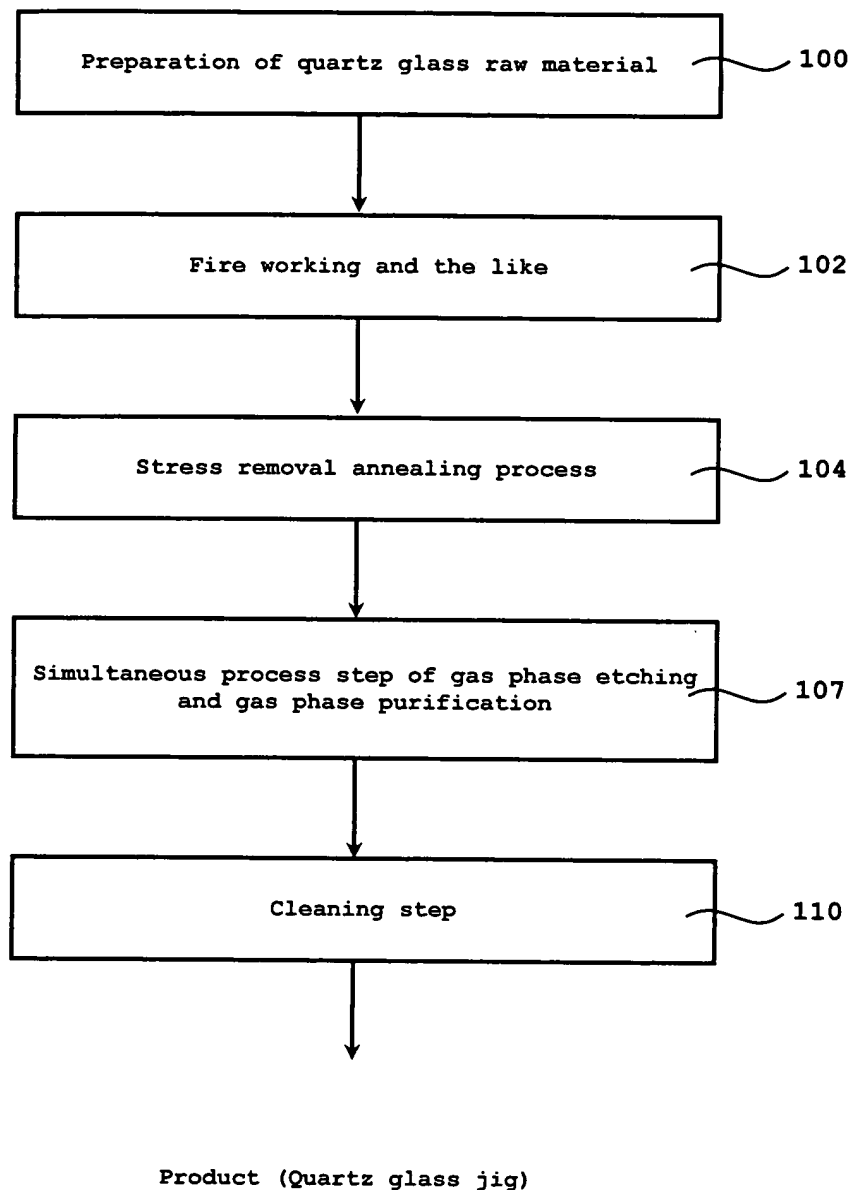 Preparation of quartz glass raw material 100
Fire working and the like 102
Stress removal annealing process 104
Simultaneous process step of gas phase etching
and gas phase purification 107
Cleaning step 110
Product (Quartz glass jig)